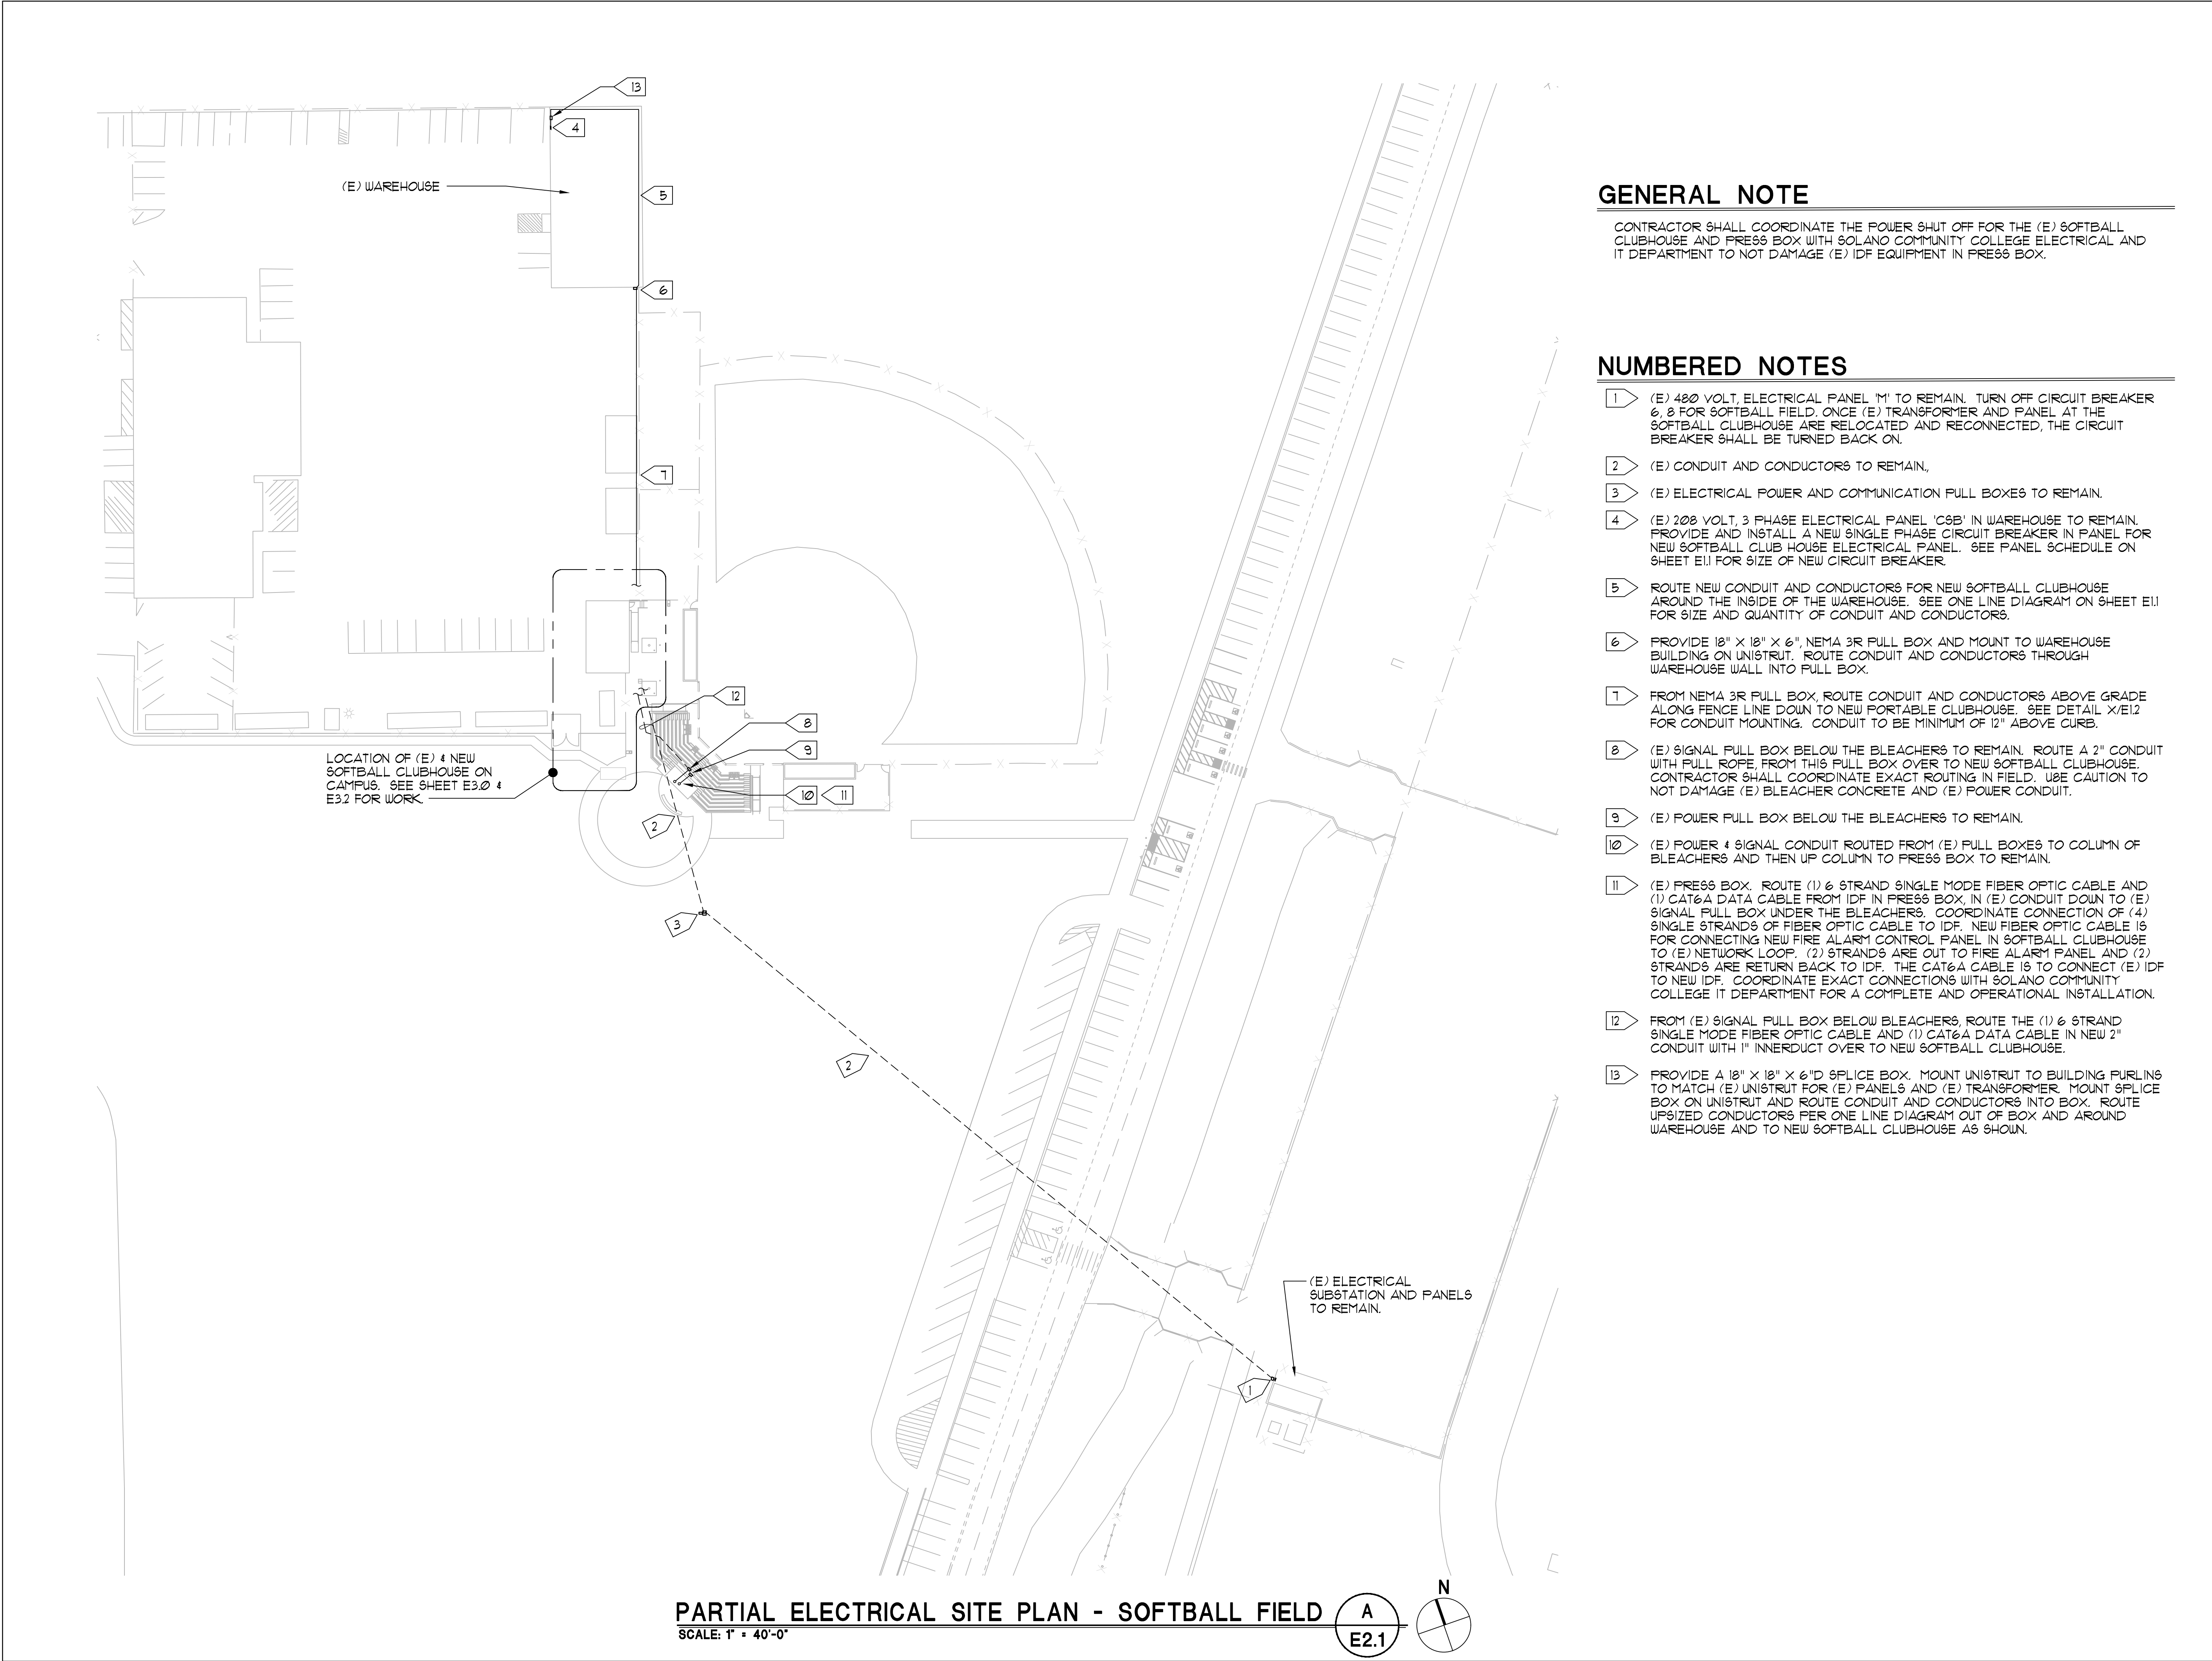 13
4
(E) WAREHOUSE
5
6
7
12
8
9
LOCATION OF (E) & NEW
SOFTBALL CLUBHOUSE ON
CAMPUS. SEE SHEET E3.0 &
E3.2 FOR WORK.
10
11
2
3
2
(E) ELECTRICAL
SUBSTATION AND PANELS
TO REMAIN.
1
GENERAL NOTE
CONTRACTOR SHALL COORDINATE THE POWER SHUT OFF FOR THE (E) SOFTBALL
CLUBHOUSE AND PRESS BOX WITH SOLANO COMMUNITY COLLEGE ELECTRICAL AND
IT DEPARTMENT TO NOT DAMAGE (E) IDF EQUIPMENT IN PRESS BOX.
NUMBERED NOTES
1 (E) 480 VOLT, ELECTRICAL PANEL 'M' TO REMAIN. TURN OFF CIRCUIT BREAKER
6, 8 FOR SOFTBALL FIELD. ONCE (E) TRANSFORMER AND PANEL AT THE
SOFTBALL CLUBHOUSE ARE RELOCATED AND RECONNECTED, THE CIRCUIT
BREAKER SHALL BE TURNED BACK ON.
2 (E) CONDUIT AND CONDUCTORS TO REMAIN.,
3 (E) ELECTRICAL POWER AND COMMUNICATION PULL BOXES TO REMAIN.
4 (E) 208 VOLT, 3 PHASE ELECTRICAL PANEL 'CSB' IN WAREHOUSE TO REMAIN.
PROVIDE AND INSTALL A NEW SINGLE PHASE CIRCUIT BREAKER IN PANEL FOR
NEW SOFTBALL CLUB HOUSE ELECTRICAL PANEL. SEE PANEL SCHEDULE ON
SHEET E1.1 FOR SIZE OF NEW CIRCUIT BREAKER.
5 ROUTE NEW CONDUIT AND CONDUCTORS FOR NEW SOFTBALL CLUBHOUSE
AROUND THE INSIDE OF THE WAREHOUSE. SEE ONE LINE DIAGRAM ON SHEET E1.1
FOR SIZE AND QUANTITY OF CONDUIT AND CONDUCTORS.
6 PROVIDE 18" X 18" X 6", NEMA 3R PULL BOX AND MOUNT TO WAREHOUSE
BUILDING ON UNISTRUT. ROUTE CONDUIT AND CONDUCTORS THROUGH
WAREHOUSE WALL INTO PULL BOX.
7 FROM NEMA 3R PULL BOX, ROUTE CONDUIT AND CONDUCTORS ABOVE GRADE
ALONG FENCE LINE DOWN TO NEW PORTABLE CLUBHOUSE. SEE DETAIL X/E1.2
FOR CONDUIT MOUNTING. CONDUIT TO BE MINIMUM OF 12" ABOVE CURB.
8 (E) SIGNAL PULL BOX BELOW THE BLEACHERS TO REMAIN. ROUTE A 2" CONDUIT
WITH PULL ROPE, FROM THIS PULL BOX OVER TO NEW SOFTBALL CLUBHOUSE.
CONTRACTOR SHALL COORDINATE EXACT ROUTING IN FIELD. USE CAUTION TO
NOT DAMAGE (E) BLEACHER CONCRETE AND (E) POWER CONDUIT.
9 (E) POWER PULL BOX BELOW THE BLEACHERS TO REMAIN.
10 (E) POWER & SIGNAL CONDUIT ROUTED FROM (E) PULL BOXES TO COLUMN OF
BLEACHERS AND THEN UP COLUMN TO PRESS BOX TO REMAIN.
11 (E) PRESS BOX. ROUTE (1) 6 STRAND SINGLE MODE FIBER OPTIC CABLE AND
(1) CAT6A DATA CABLE FROM IDF IN PRESS BOX, IN (E) CONDUIT DOWN TO (E)
SIGNAL PULL BOX UNDER THE BLEACHERS. COORDINATE CONNECTION OF (4)
SINGLE STRANDS OF FIBER OPTIC CABLE TO IDF. NEW FIBER OPTIC CABLE IS
FOR CONNECTING NEW FIRE ALARM CONTROL PANEL IN SOFTBALL CLUBHOUSE
TO (E) NETWORK LOOP. (2) STRANDS ARE OUT TO FIRE ALARM PANEL AND (2)
STRANDS ARE RETURN BACK TO IDF. THE CAT6A CABLE IS TO CONNECT (E) IDF
TO NEW IDF. COORDINATE EXACT CONNECTIONS WITH SOLANO COMMUNITY
COLLEGE IT DEPARTMENT FOR A COMPLETE AND OPERATIONAL INSTALLATION.
12 FROM (E) SIGNAL PULL BOX BELOW BLEACHERS, ROUTE THE (1) 6 STRAND
SINGLE MODE FIBER OPTIC CABLE AND (1) CAT6A DATA CABLE IN NEW 2"
CONDUIT WITH 1" INNERDUCT OVER TO NEW SOFTBALL CLUBHOUSE.
13 PROVIDE A 18" X 18" X 6"D SPLICE BOX. MOUNT UNISTRUT TO BUILDING PURLINS
TO MATCH (E) UNISTRUT FOR (E) PANELS AND (E) TRANSFORMER. MOUNT SPLICE
BOX ON UNISTRUT AND ROUTE CONDUIT AND CONDUCTORS INTO BOX. ROUTE
UPSIZED CONDUCTORS PER ONE LINE DIAGRAM OUT OF BOX AND AROUND
WAREHOUSE AND TO NEW SOFTBALL CLUBHOUSE AS SHOWN.
PARTIAL ELECTRICAL SITE PLAN - SOFTBALL FIELD
SCALE: 1" = 40'-0"
A
E2.1
N